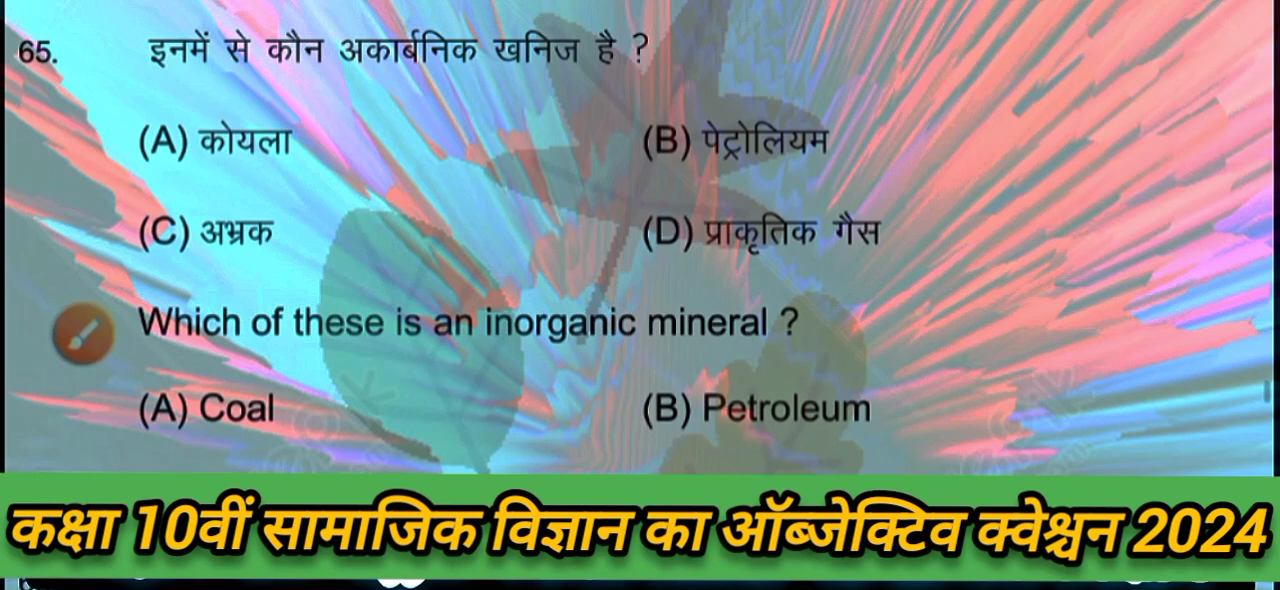 65. इनमें से कौन अकार्बनिक खनिज है ?
(A) कोयला (B) पेट्रोलियम
(C) अभ्रक (D) प्राकृतिक गैस
Which of these is an inorganic mineral ?
(A) Coal (B) Petroleum
कक्षा 10वीं सामाजिक विज्ञान का ऑब्जेक्टिव क्वेश्चन 2024